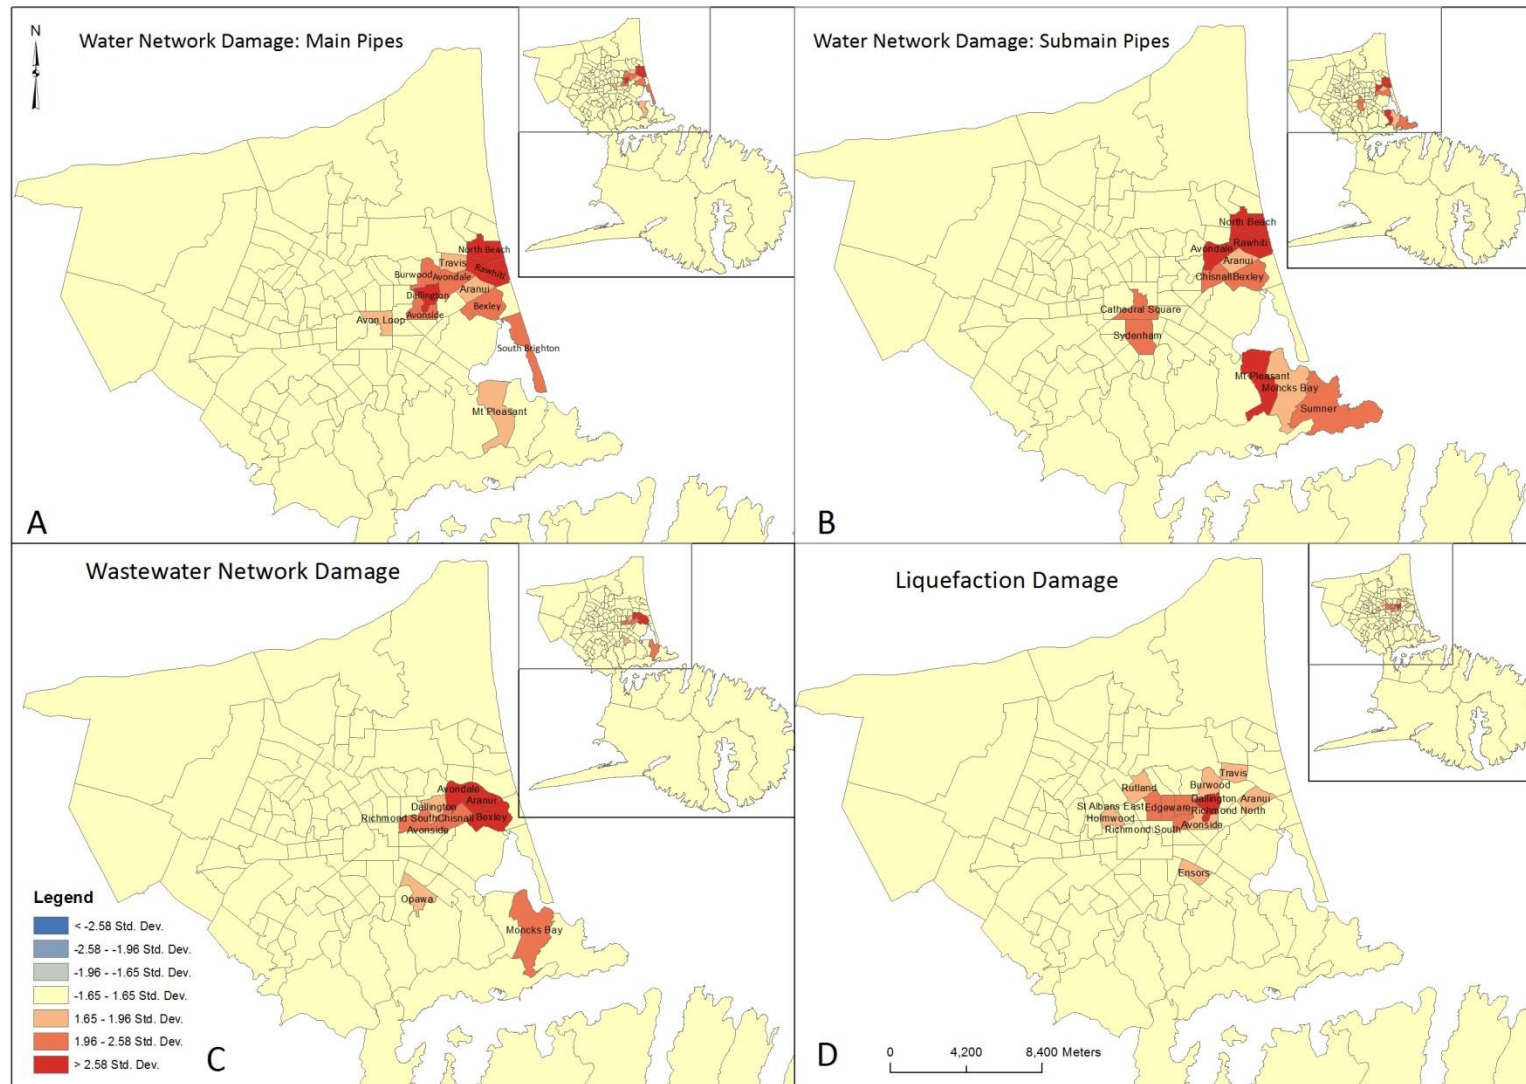 N
Water Network Damage: Main Pipes
North Beach
Travis
Rawhiti
Burwood
Avondale
Aranui
Dallington
Bexley
Avonside
Avon Loop
South Brighton
Mt Pleasant
A
Water Network Damage: Submain Pipes
North Beach
Avondale
Rawhiti
Aranui
Chisnall
Bexley
Cathedral Square
Sydenham
Mt Pleasant
Moncks Bay
Sumner
B
Wastewater Network Damage
Avondale
Aranui
Dallington
Richmond South
Chisnall
Bexley
Avonside
Opawa
Moncks Bay
Legend
< -2.58 Std. Dev.
-2.58 - -1.96 Std. Dev.
-1.96 - -1.65 Std. Dev.
-1.65 - 1.65 Std. Dev.
1.65 - 1.96 Std. Dev.
1.96 - 2.58 Std. Dev.
> 2.58 Std. Dev.
C
Liquefaction Damage
Travis
Rutland
Burwood
Dallington
Aranui
St Albans East
Edgeware
Richmond North
Holmwood
Richmond South
Avonside
Ensors
D
0 4,200 8,400 Meters